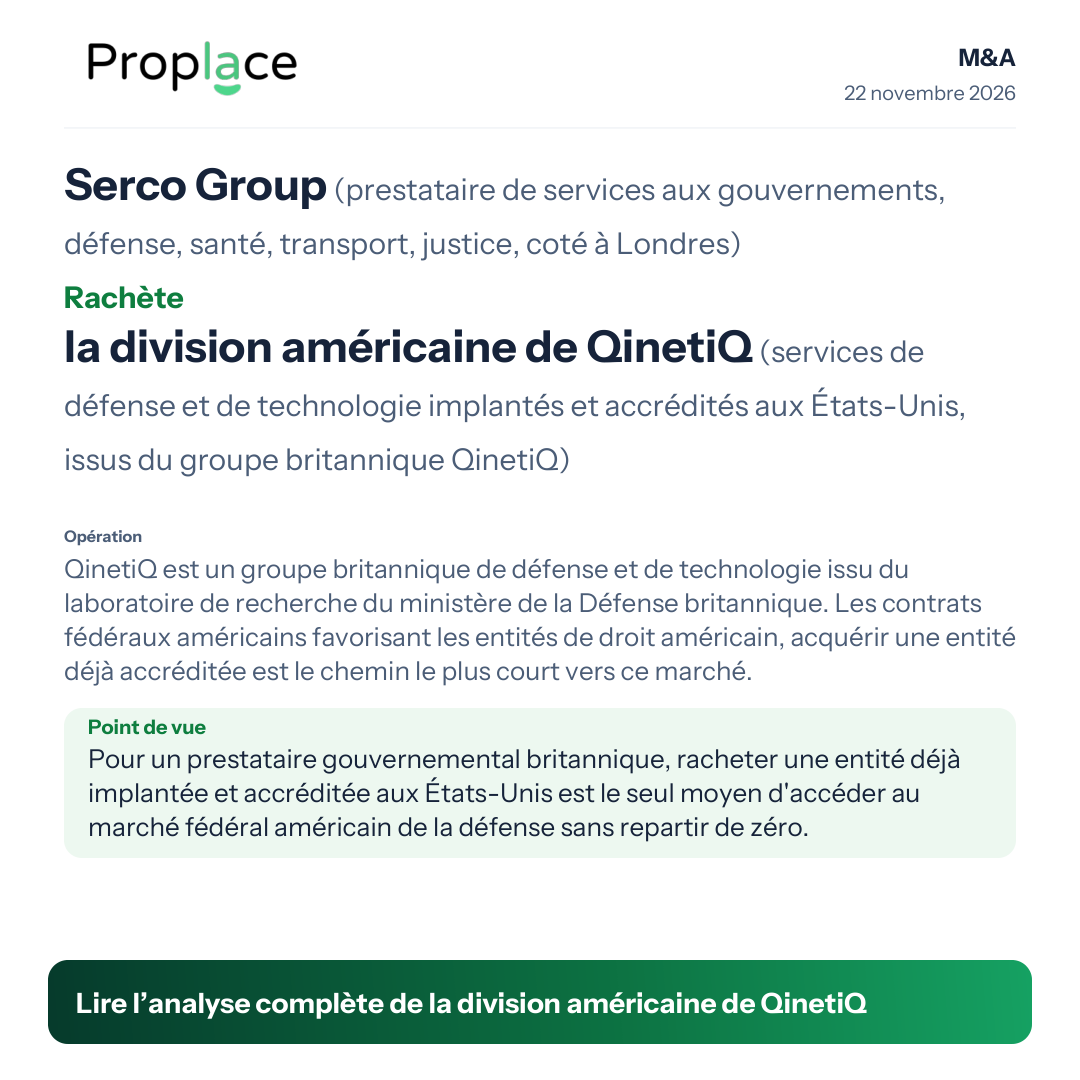 Proplace
M&A
22 novembre 2026
Serco Group (prestataire de services aux gouvernements,
défense, santé, transport, justice, coté à Londres)
Rachète
la division américaine de QinetiQ (services de
défense et de technologie implantés et accrédités aux États-Unis,
issus du groupe britannique QinetiQ)
Opération
QinetiQ est un groupe britannique de défense et de technologie issu du
laboratoire de recherche du ministère de la Défense britannique. Les contrats
fédéraux américains favorisant les entités de droit américain, acquérir une entité
déjà accréditée est le chemin le plus court vers ce marché.
Point de vue
Pour un prestataire gouvernemental britannique, racheter une entité déjà
implantée et accréditée aux États-Unis est le seul moyen d'accéder au
marché fédéral américain de la défense sans repartir de zéro.
Lire l’analyse complète de la division américaine de QinetiQ